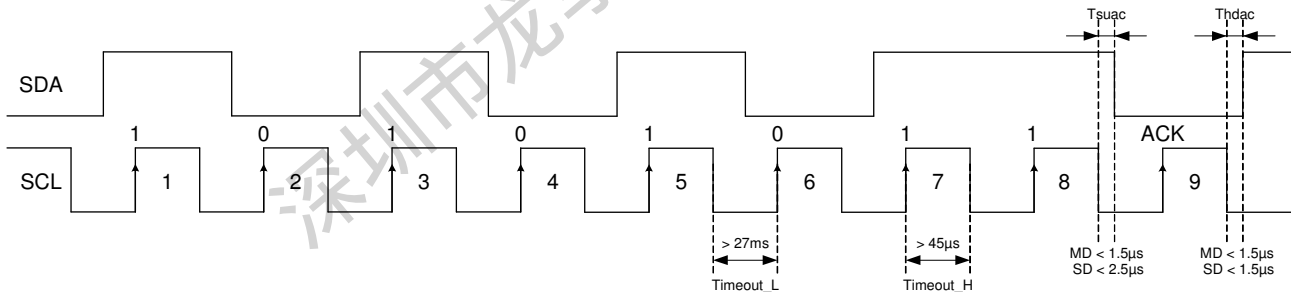 Tsuac Thdac
SDA
1 0 1 0 1 0 1 1 ACK
SCL 1 2 3 4 5 6 7 8 9
> 27ms > 45µs
MD < 1.5µs MD < 1.5µs
SD < 2.5µs SD < 1.5µs
Timeout_L Timeout_H
深圳市龙